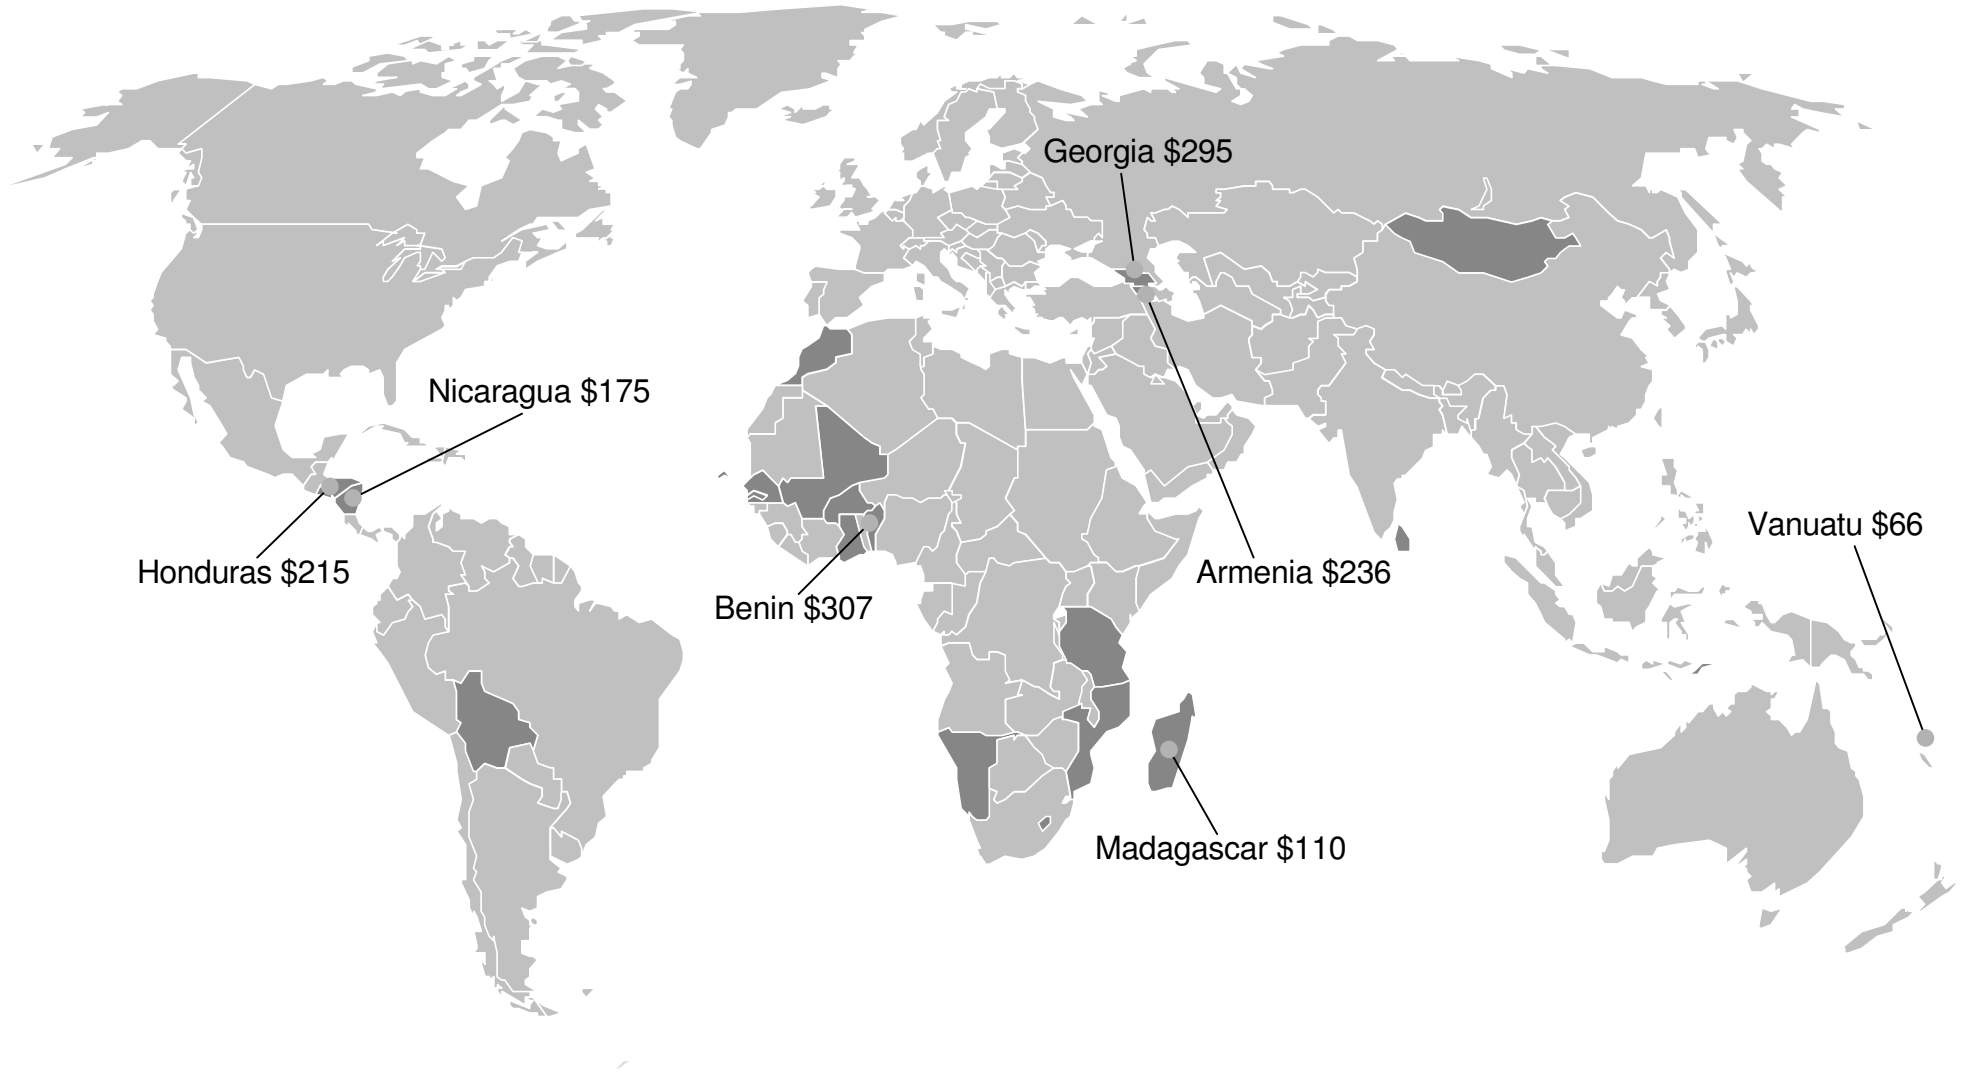 Georgia $295
Nicaragua $175
Vanuatu $66
Honduras $215
Armenia $236
Benin $307
Madagascar $110